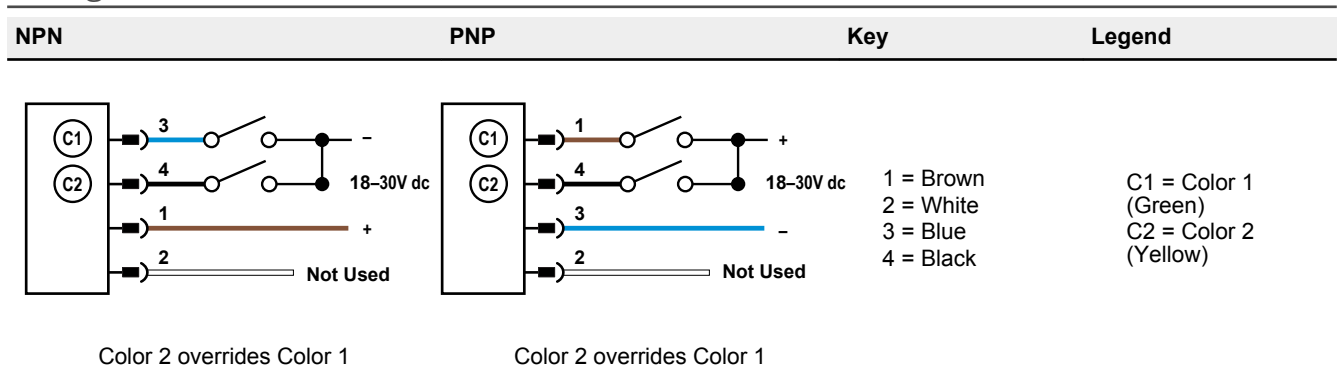 NPN PNP Key Legend
C1 3 –
C2 4 18–30V dc
1 +
2 Not Used
Color 2 overrides Color 1
C1 1 +
C2 4 18–30V dc
3 –
2 Not Used
Color 2 overrides Color 1
1 = Brown
2 = White
3 = Blue
4 = Black
C1 = Color 1
(Green)
C2 = Color 2
(Yellow)